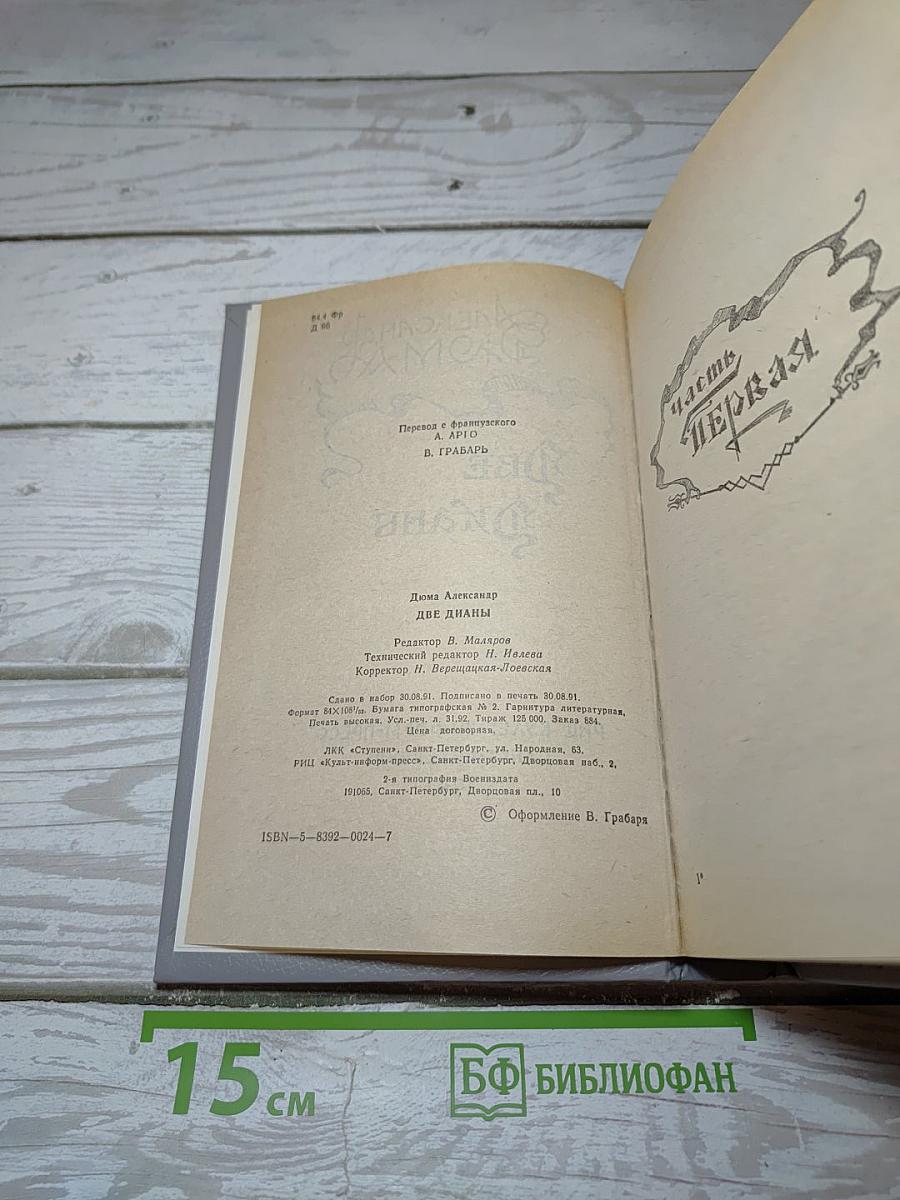 84.4 Фр
Д 96
Перевод с французского
А. АРГО
В. ГРАБАРЬ
Дюма Александр
ДВЕ ДИАНЫ
Редактор В. Маляров
Технический редактор Н. Ивлева
Корректор Н. Верещацкая-Лоевская
Сдано в набор 30.08.91. Подписано в печать 30.08.91.
Формат 84×108¹/₃₂. Бумага типографская № 2. Гарнитура литературная.
Печать высокая. Усл.-печ. л. 31,92. Тираж 125 000. Заказ 884.
Цена договорная.
ЛКК «Ступени», Санкт-Петербург, ул. Народная, 63.
РИЦ «Культ-информ-пресс», Санкт-Петербург, Дворцовая наб., 2,
2-я типография Воениздата
191065, Санкт-Петербург, Дворцовая пл., 10
© Оформление В. Грабаря
ISBN—5—8392—0024—7
часть
Первая
1*
15 см
БФ БИБЛИОФАН